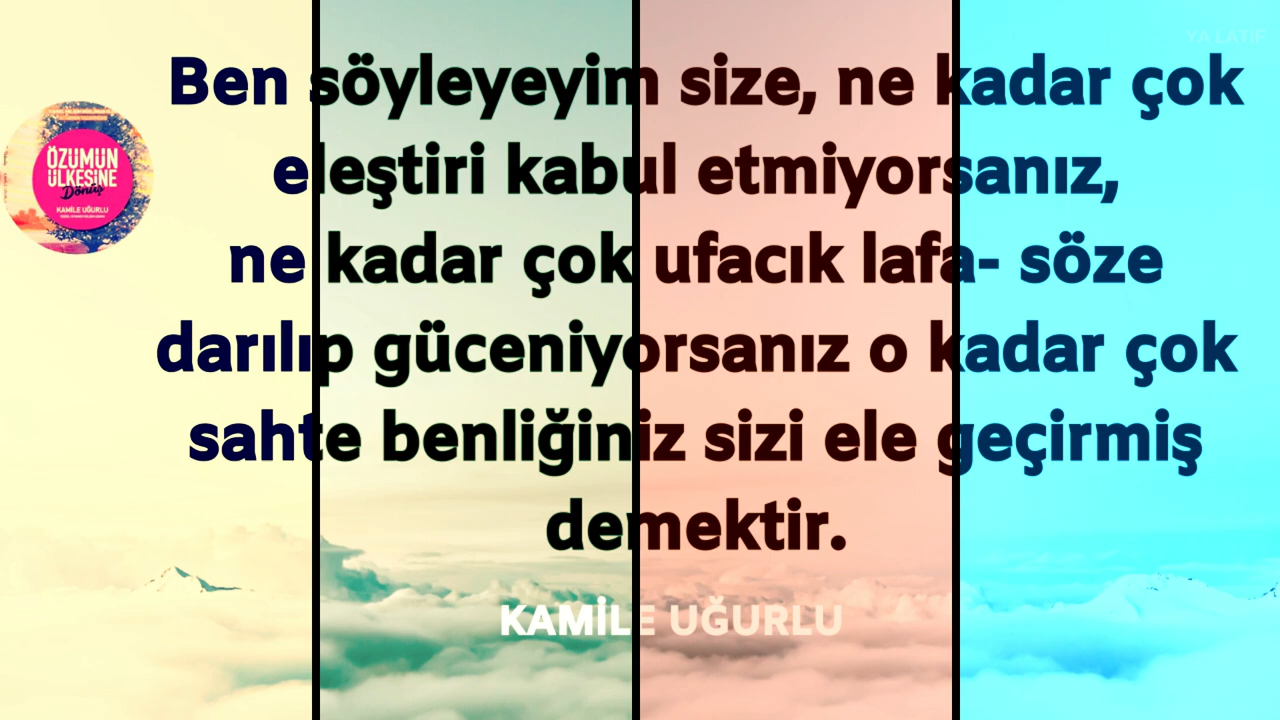 YA LATİF
Ben söyleyeyim size, ne kadar çok
eleştiri kabul etmiyorsanız,
ne kadar çok ufacık lafa- söze
darılıp güceniyorsanız o kadar çok
sahte benliğiniz sizi ele geçirmiş
demektir.
KAMİLE UĞURLU
ÖZÜMÜN
ÜLKESİNE
Dönüş
KAMİLE UĞURLU